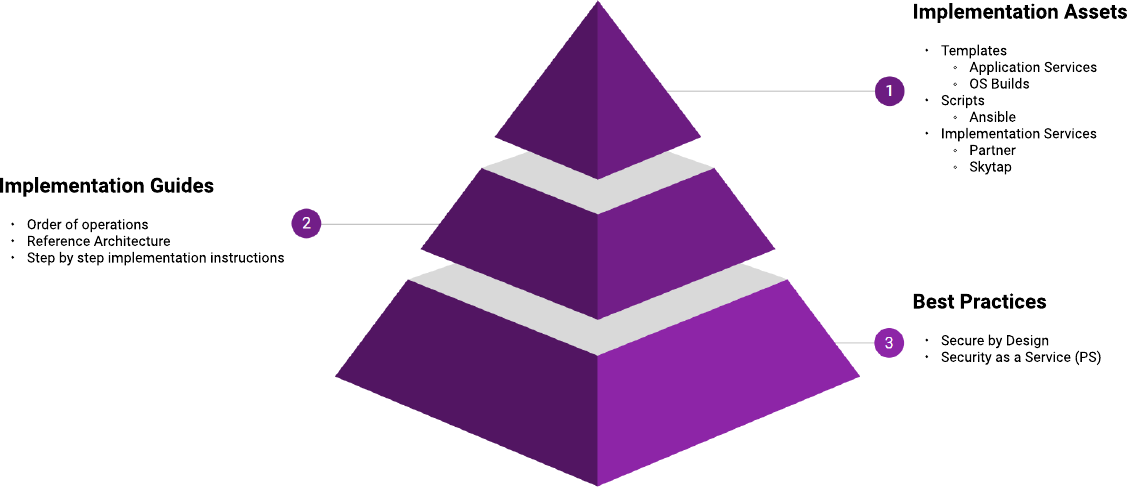 Implementation Assets
• Templates
◦ Application Services
◦ OS Builds
• Scripts
◦ Ansible
• Implementation Services
◦ Partner
◦ Skytap
1
Implementation Guides
• Order of operations
• Reference Architecture
• Step by step implementation instructions
2
Best Practices
• Secure by Design
• Security as a Service (PS)
3